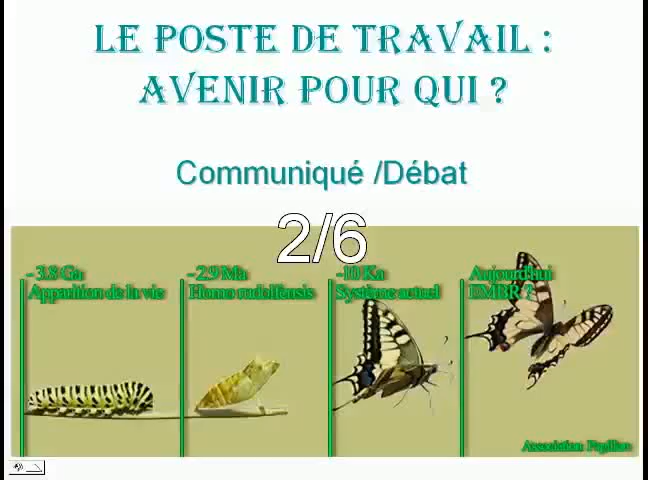 LE POSTE DE TRAVAIL :
AVENIR POUR QUI ?
Communiqué /Débat
2/6
- 3.8 Ga
Apparition de la vie
- 2.9 Ma
Homo rudolfensis
-10 Ka
Système actuel
Aujourd'hui
EMBR ?
Association Papillon